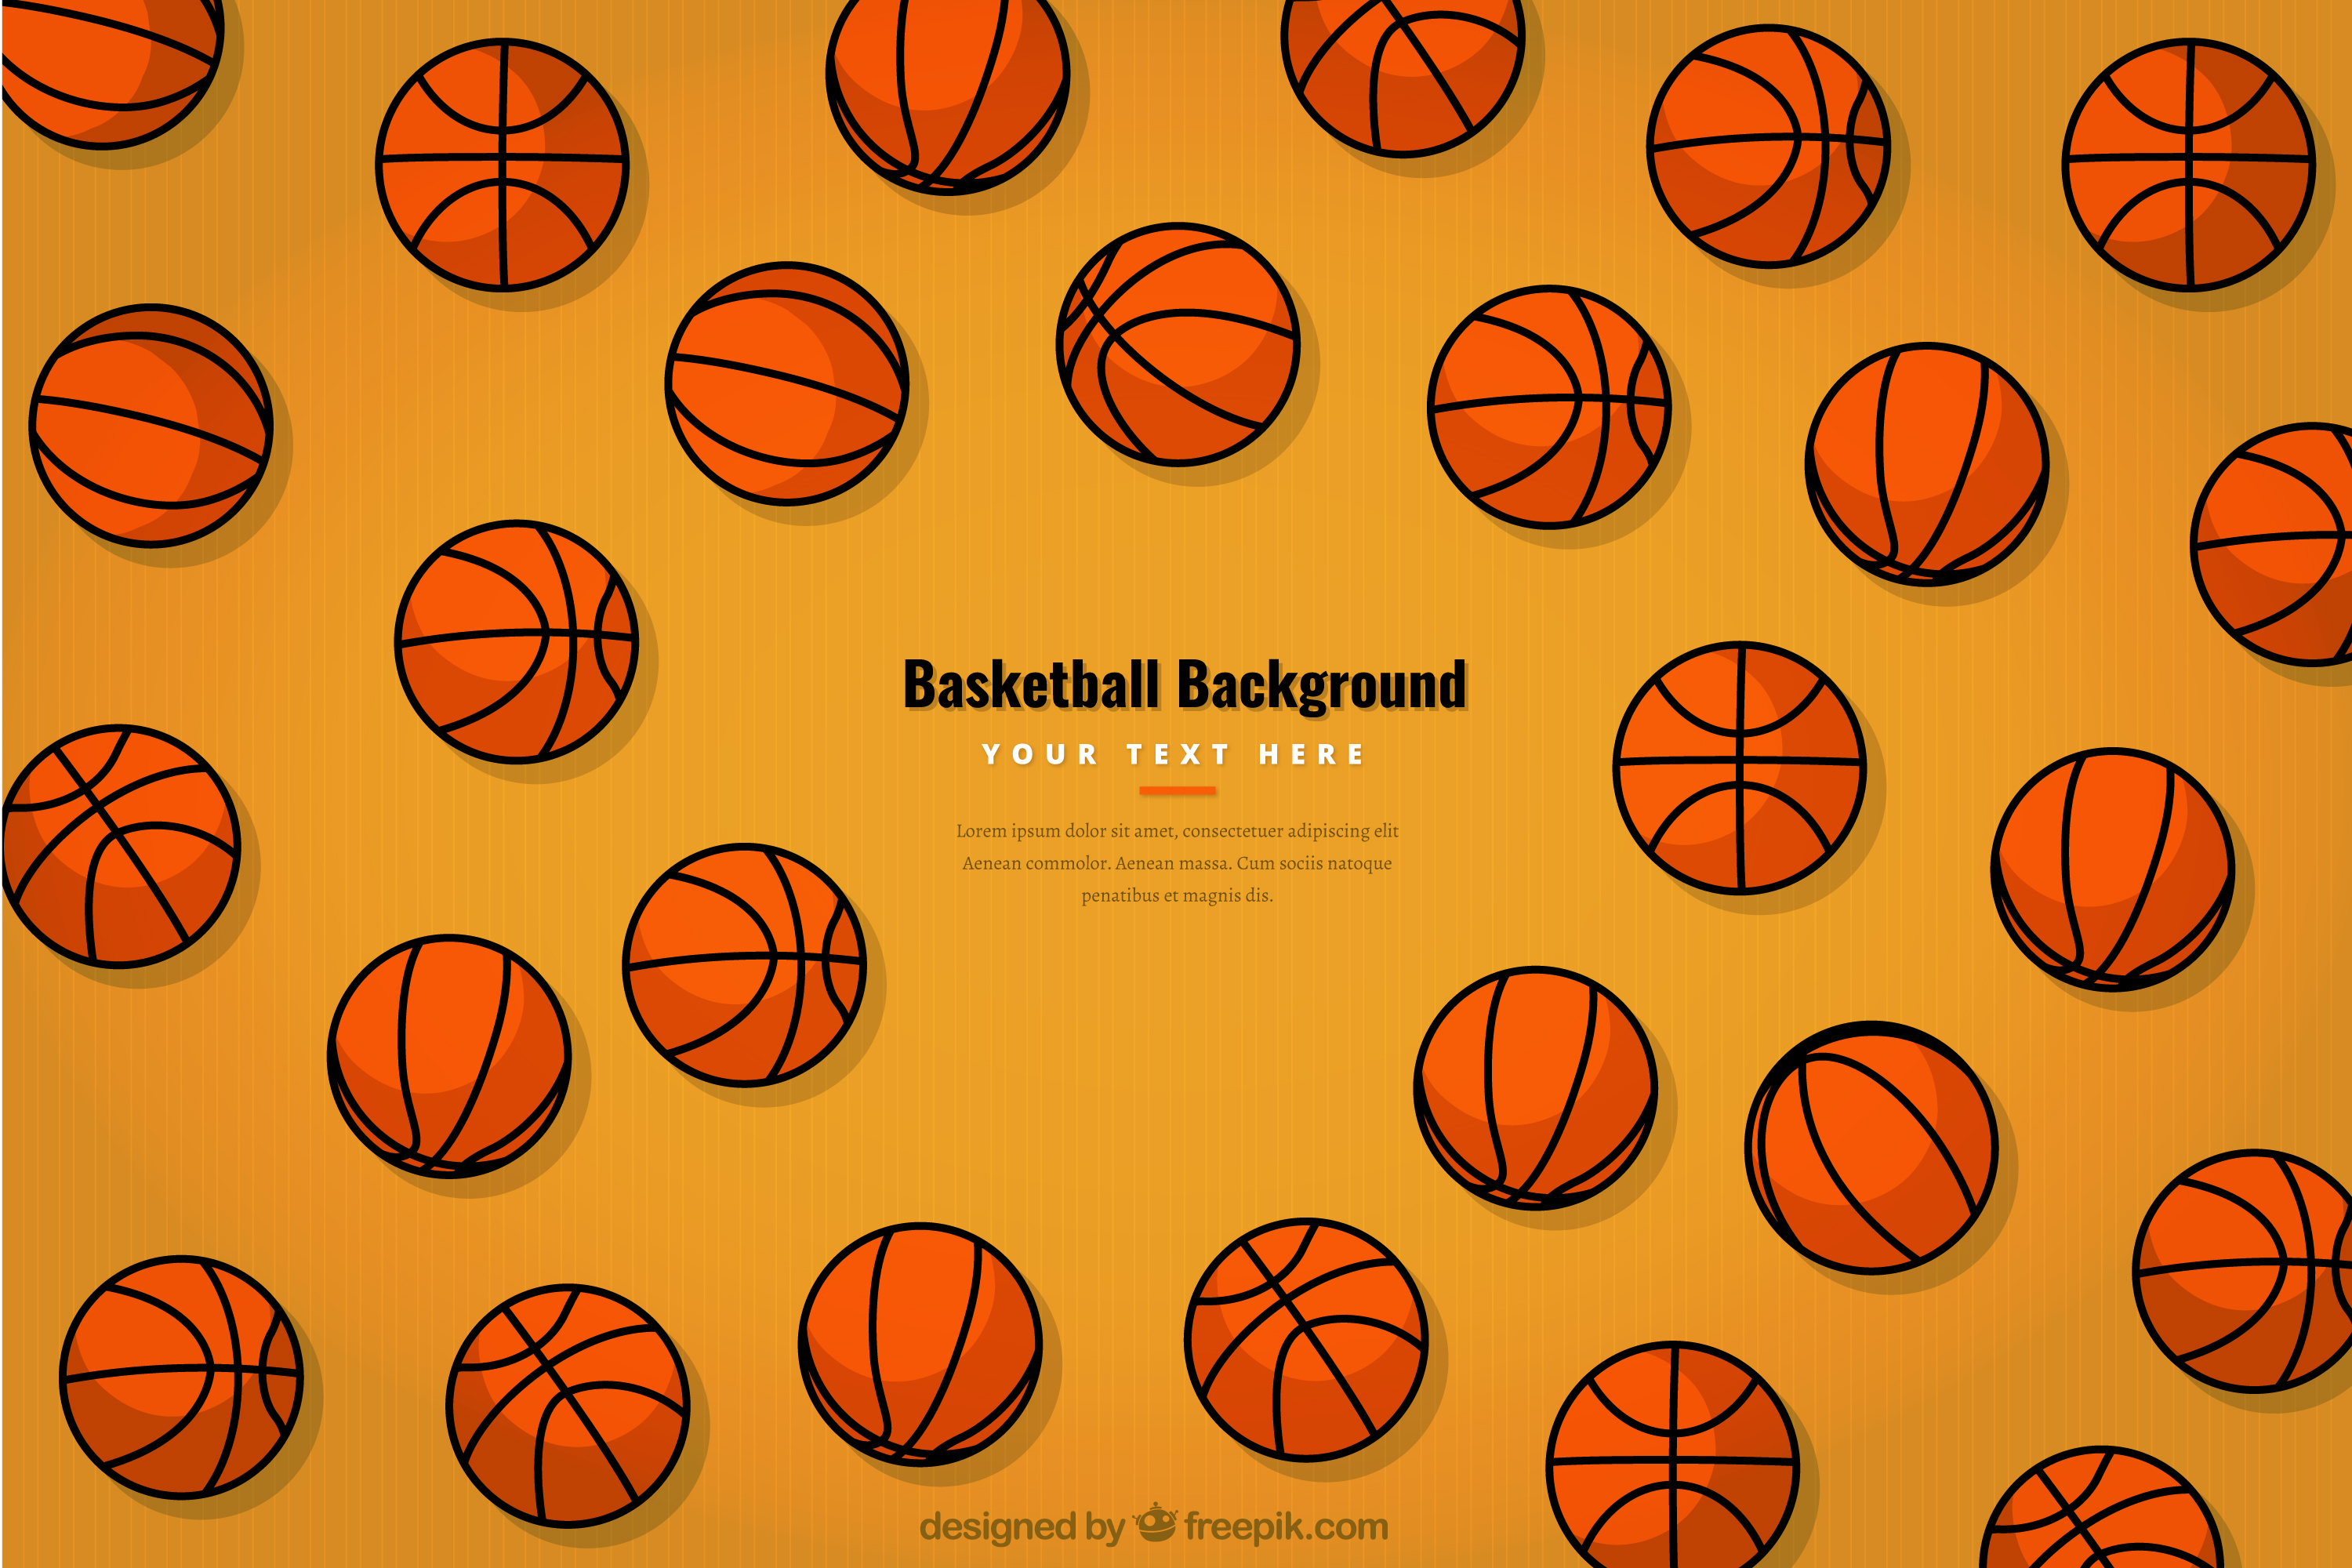 Basketball Background
YOUR TEXT HERE
Lorem ipsum dolor sit amet, consectetuer adipiscing elit
Aenean commolor. Aenean massa. Cum sociis natoque
penatibus et magnis dis.
designed by freepik.com